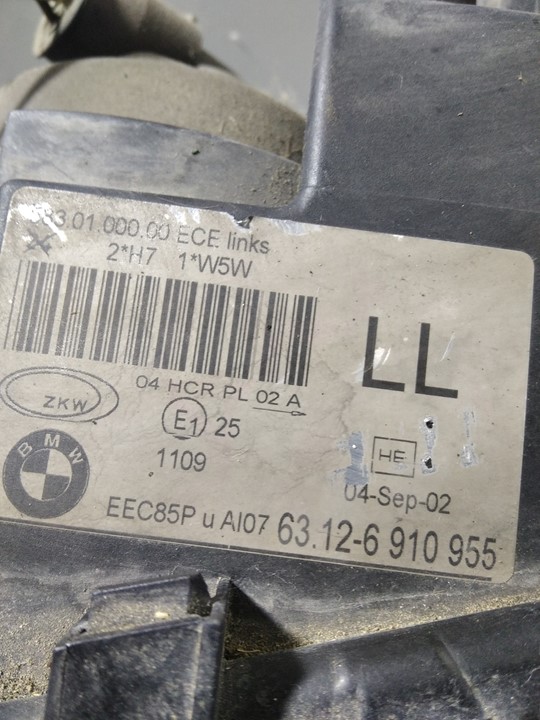 .01.000.00 ECE links
2*H7 1*W5W
LL
04 HCR PL 02 A
ZKW
E1 25
HE
1109
04-Sep-02
BMW
EEC85P u AI07 63.12-6 910 955